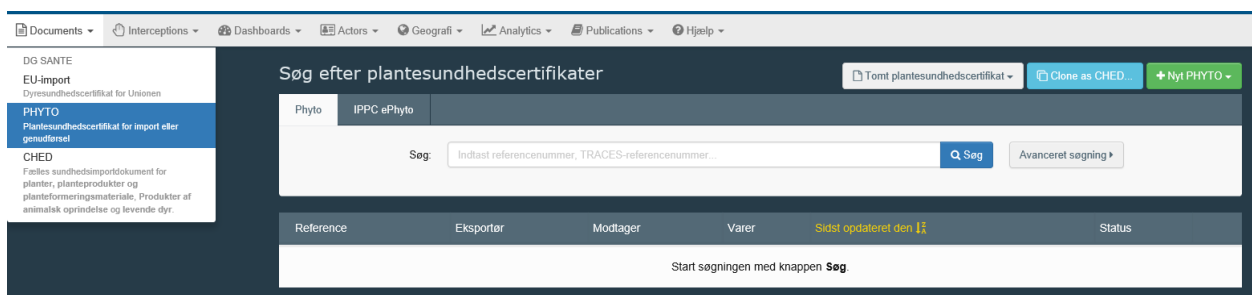 Documents Interceptions Dashboards Actors Geografi Analytics Publications Hjælp
DG SANTE
EU-import
Dyresundhedscertifikat for Unionen
PHYTO
Plantesundhedscertifikat for import eller
genudførsel
CHED
Fælles sundhedsimportdokument for
planter, planteprodukter og
planteformeringsmateriale, Produkter af
animalsk oprindelse og levende dyr.
Søg efter plantesundhedscertifikater
Tomt plantesundhedscertifikat Clone as CHED... Nyt PHYTO
Phyto IPPC ePhyto
Søg: Indtast referencenummer, TRACES-referencenummer... Søg Avanceret søgning
Reference Eksportør Modtager Varer Sidst opdateret den Status
Start søgningen med knappen Søg.